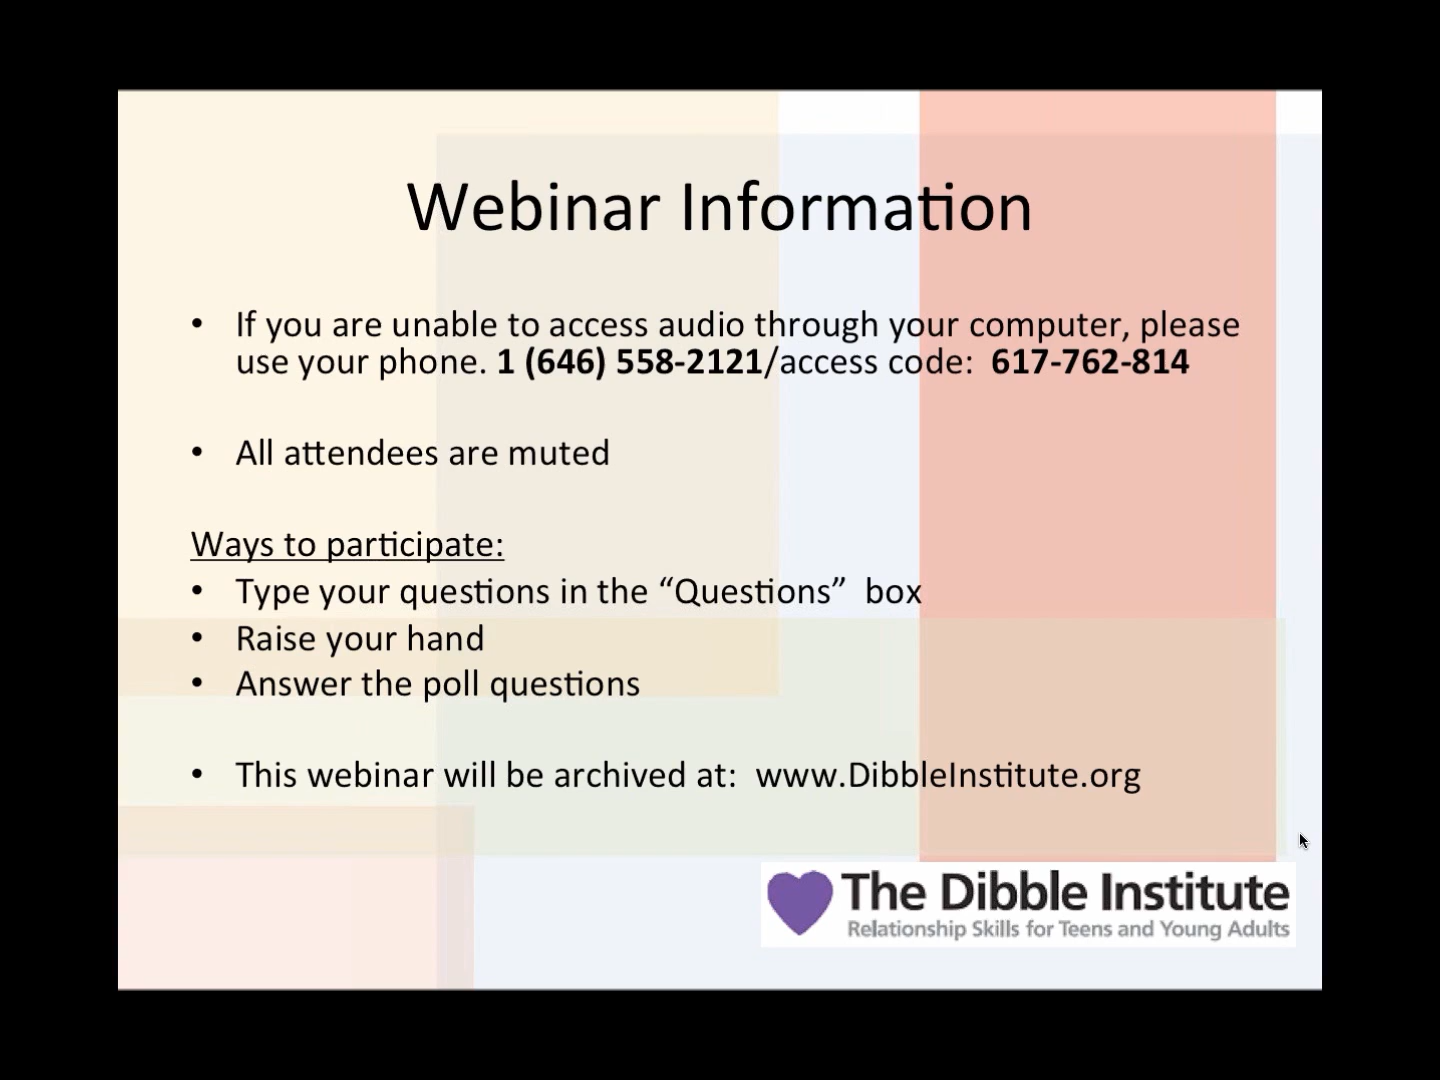 Webinar Information
• If you are unable to access audio through your computer, please
use your phone. 1 (646) 558-2121/access code:  617-762-814
• All attendees are muted
Ways to participate:
• Type your questions in the “Questions”  box
• Raise your hand
• Answer the poll questions
• This webinar will be archived at:  www.DibbleInstitute.org
The Dibble Institute
Relationship Skills for Teens and Young Adults